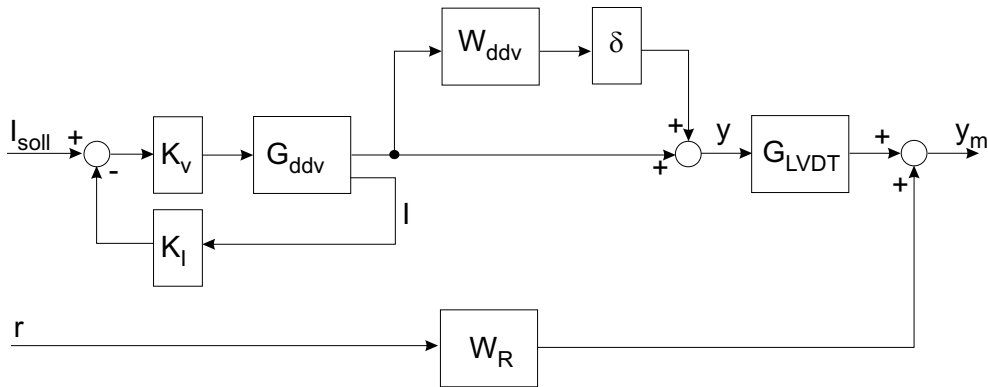 W_ddv
δ
I_soll
+
-
K_v
G_ddv
+
+
y
G_LVDT
+
+
y_m
I
K_I
r
W_R